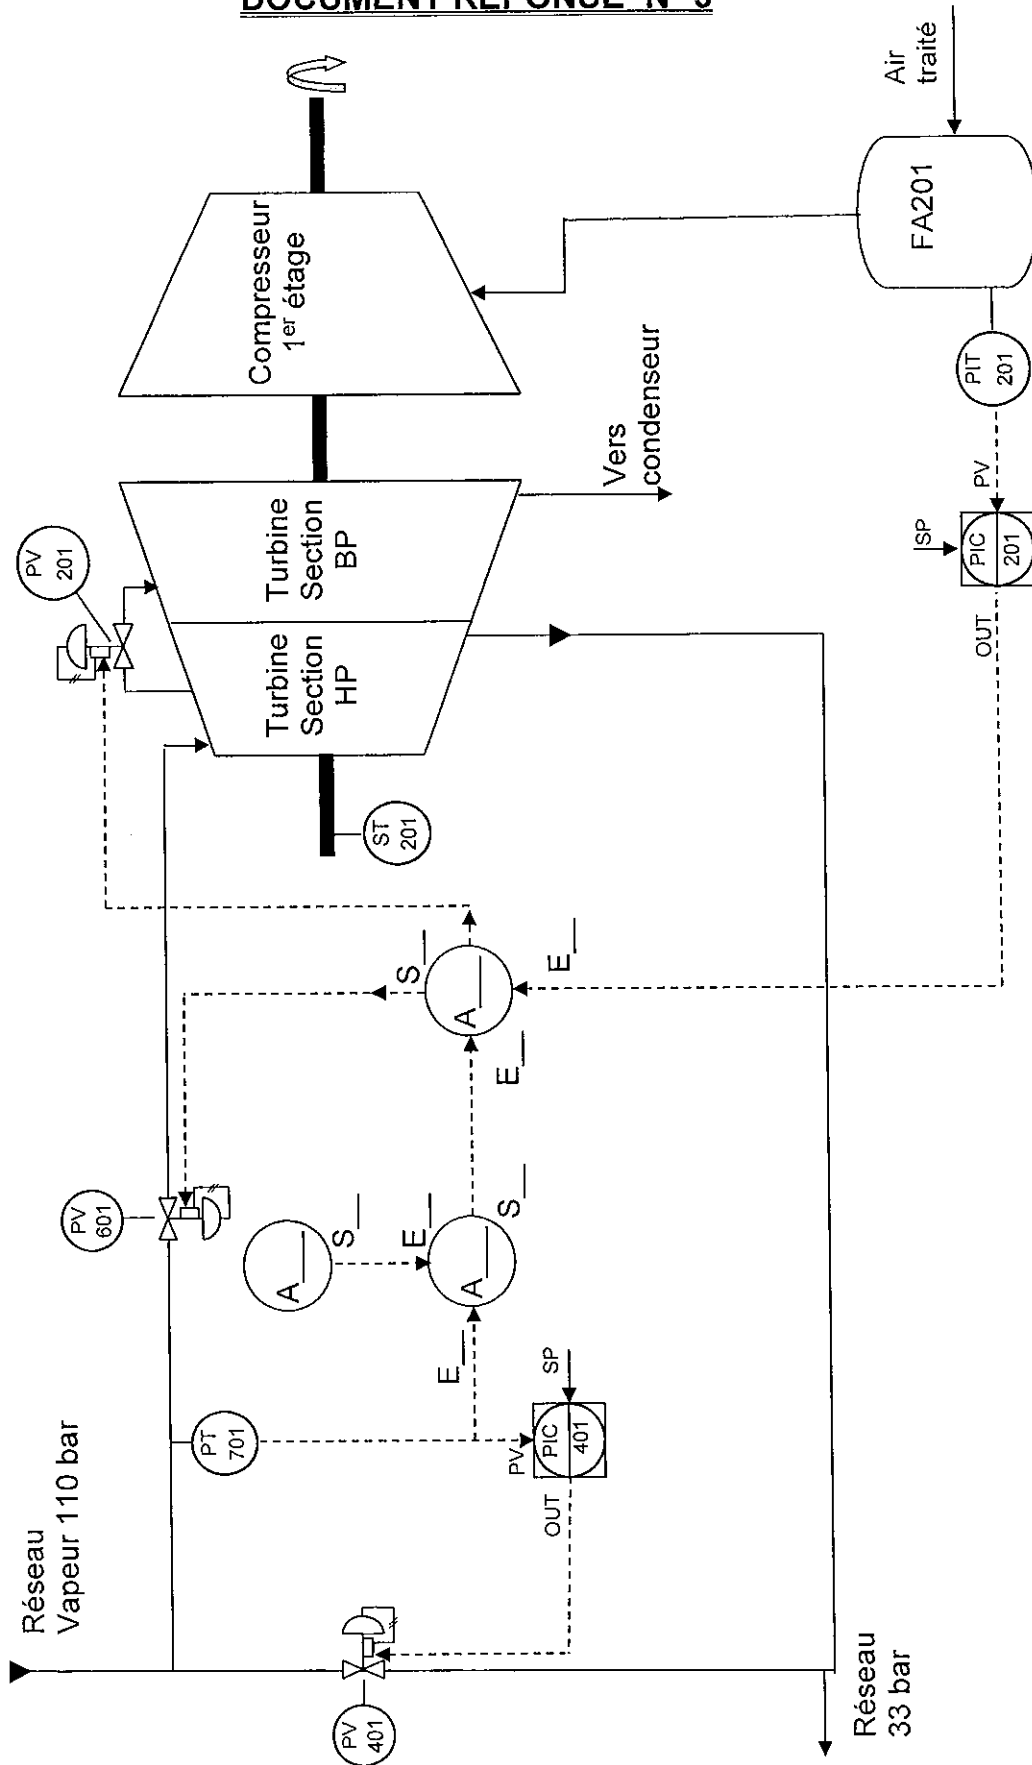 DOCUMENT REPONSE N°
Réseau
Vapeur 110 bar
PV
401
Réseau
33 bar
PT
701
PV
PIC
401
SP
OUT
PV
601
A__
S__
E__
E__
A__
S__
E__
A__
S__
E__
ST
201
Turbine
Section
HP
Turbine
Section
BP
PV
201
Vers
condenseur
Compresseur
1er étage
OUT
SP
PIC
201
PV
PIT
201
FA201
Air
traité